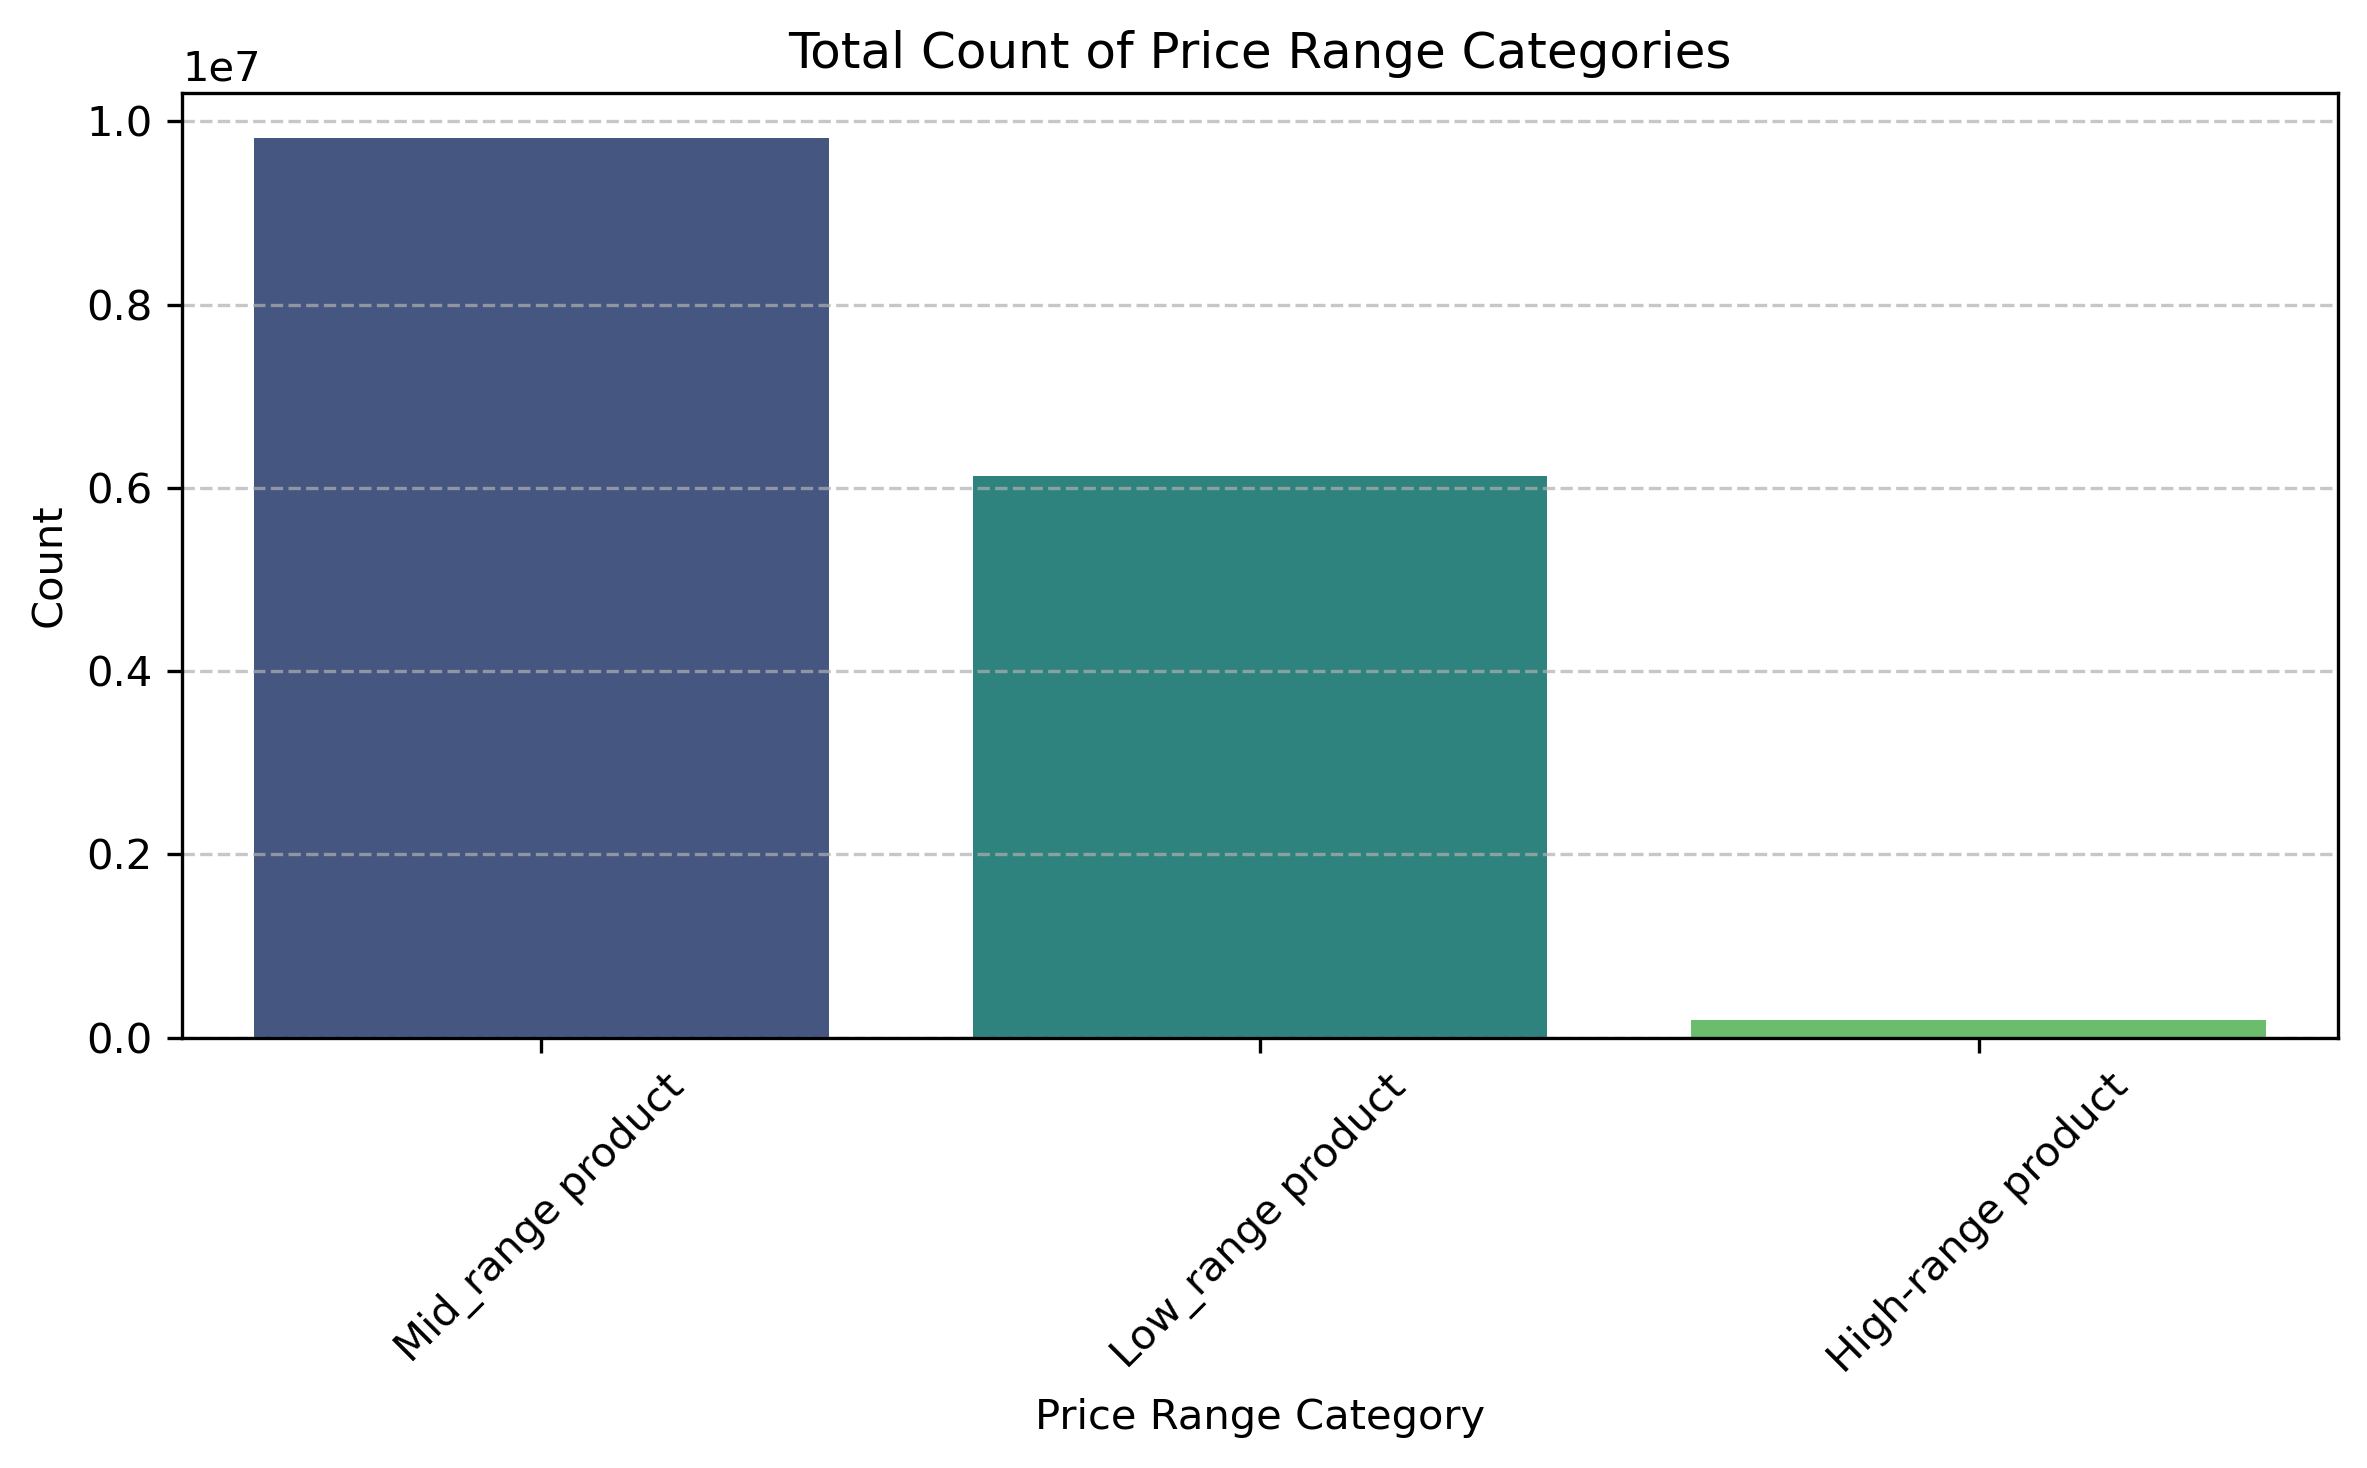 Total Count of Price Range Categories
1e7
1.0
0.8
0.6
0.4
0.2
0.0
Count
Mid_range product
Low_range product
High-range product
Price Range Category